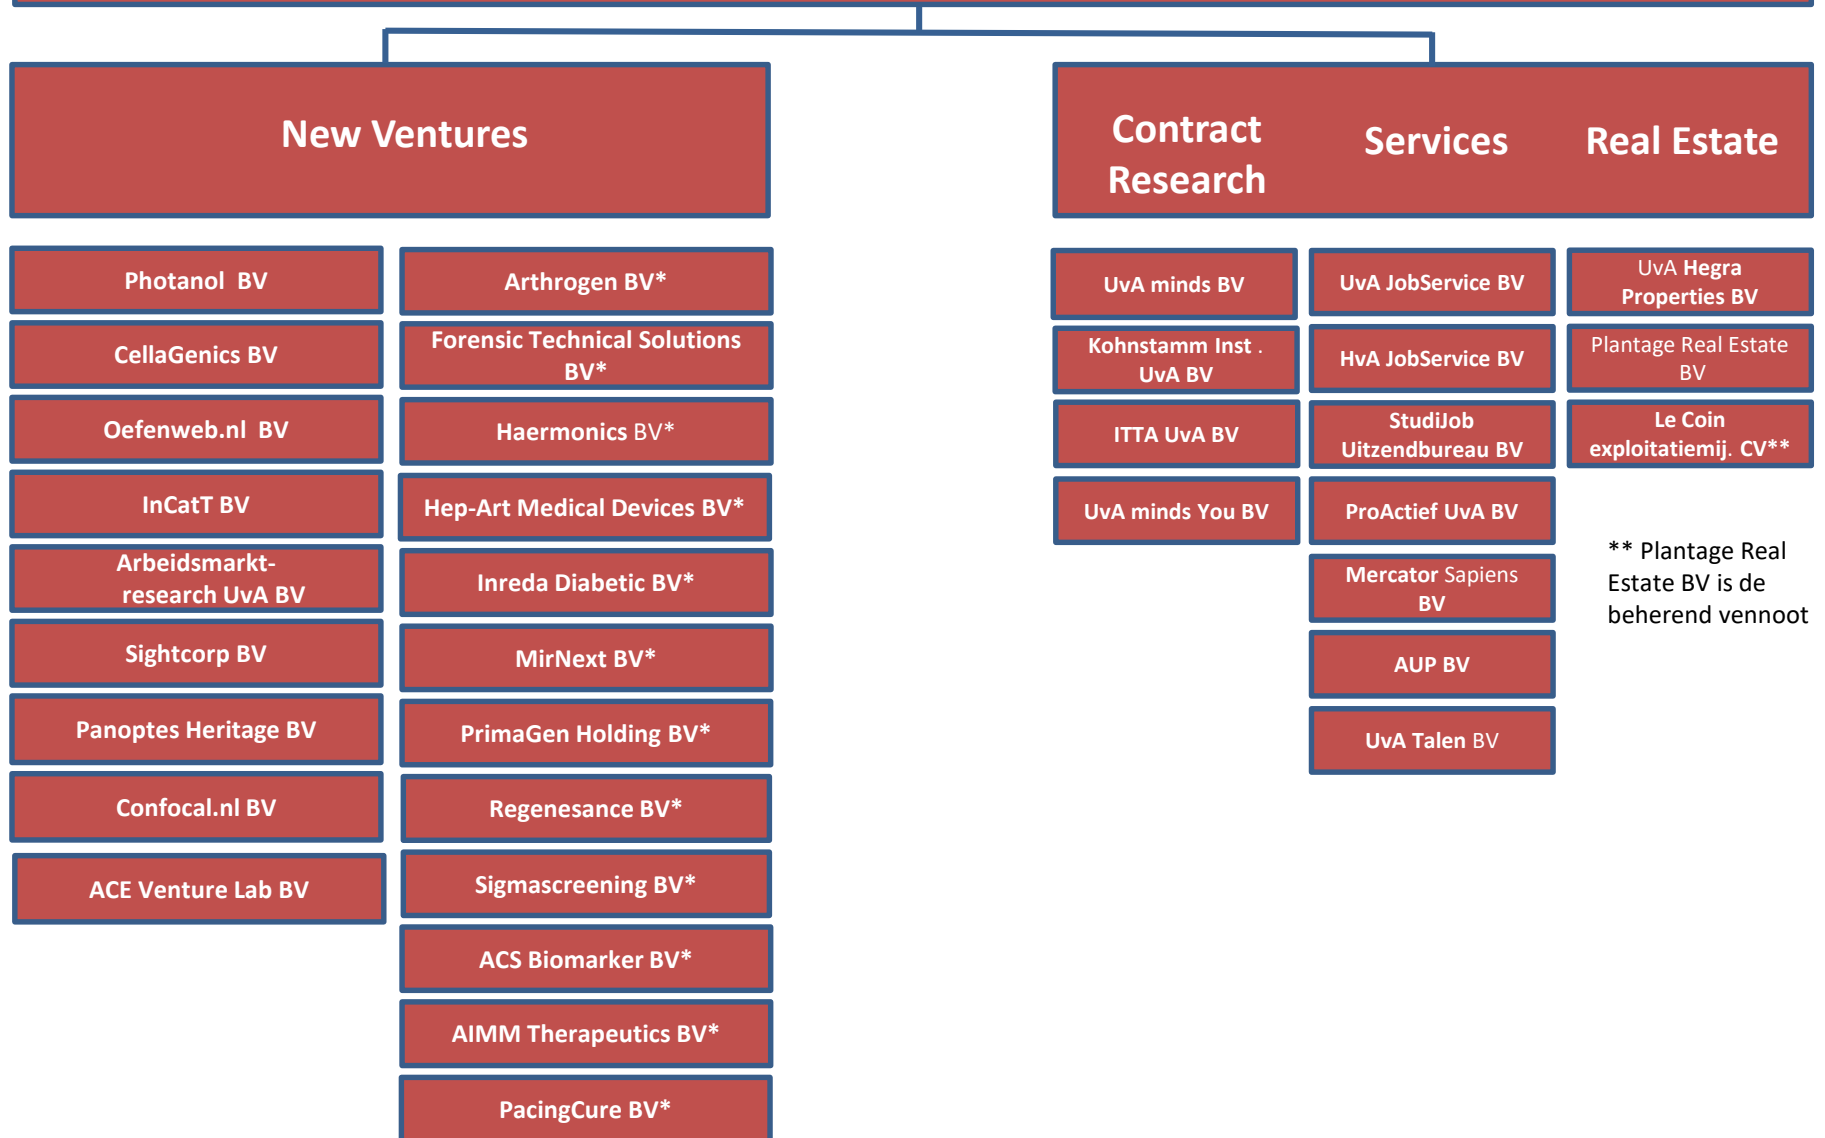 New Ventures
Contract
Research
Services
Real Estate
Photanol  BV
CellaGenics BV
Oefenweb.nl  BV
InCatT BV
Arbeidsmarkt-
research UvA BV
Sightcorp BV
Panoptes Heritage BV
Confocal.nl BV
ACE Venture Lab BV
Arthrogen BV*
Forensic Technical Solutions
BV*
Haermonics BV*
Hep-Art Medical Devices BV*
Inreda Diabetic BV*
MirNext BV*
PrimaGen Holding BV*
Regenesance BV*
Sigmascreening BV*
ACS Biomarker BV*
AIMM Therapeutics BV*
PacingCure BV*
UvA minds BV
Kohnstamm Inst .
UvA BV
ITTA UvA BV
UvA minds You BV
UvA JobService BV
HvA JobService BV
StudiJob
Uitzendbureau BV
ProActief UvA BV
Mercator Sapiens
BV
AUP BV
UvA Talen BV
UvA Hegra
Properties BV
Plantage Real Estate
BV
Le Coin
exploitatiemij. CV**
** Plantage Real
Estate BV is de
beherend vennoot